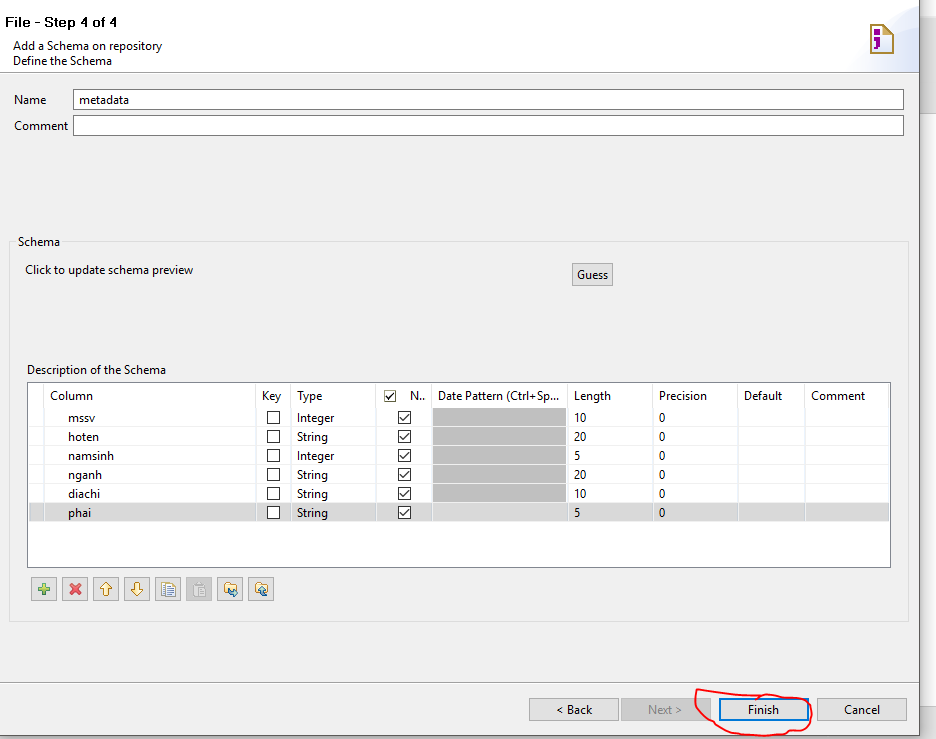 File - Step 4 of 4
Add a Schema on repository
Define the Schema
Name metadata
Comment
Schema
Click to update schema preview Guess
Description of the Schema
Column Key Type N.. Date Pattern (Ctrl+Sp... Length Precision Default Comment
mssv Integer 10 0
hoten String 20 0
namsinh Integer 5 0
nganh String 20 0
diachi String 10 0
phai String 5 0
< Back Next > Finish Cancel